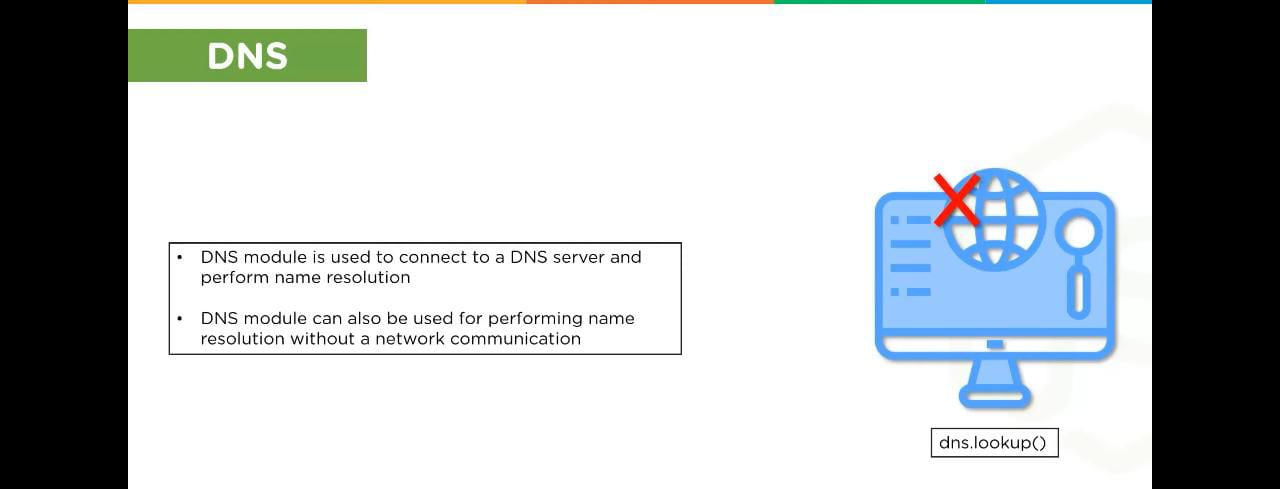 DNS
• DNS module is used to connect to a DNS server and
perform name resolution
• DNS module can also be used for performing name
resolution without a network communication
dns.lookup()